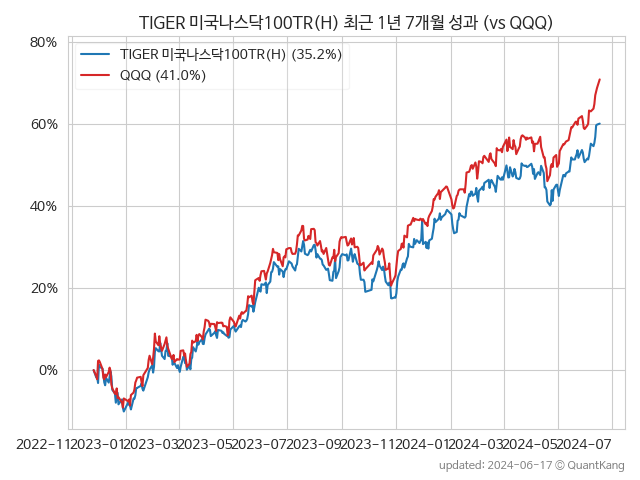 TIGER 미국나스닥100TR(H) 최근 1년 7개월 성과 (vs QQQ)
80%
TIGER 미국나스닥100TR(H) (35.2%)
QQQ (41.0%)
60%
40%
20%
0%
2022-11 2023-01 2023-03 2023-05 2023-07 2023-09 2023-11 2024-01 2024-03 2024-05 2024-07
updated: 2024-06-17 © QuantKang